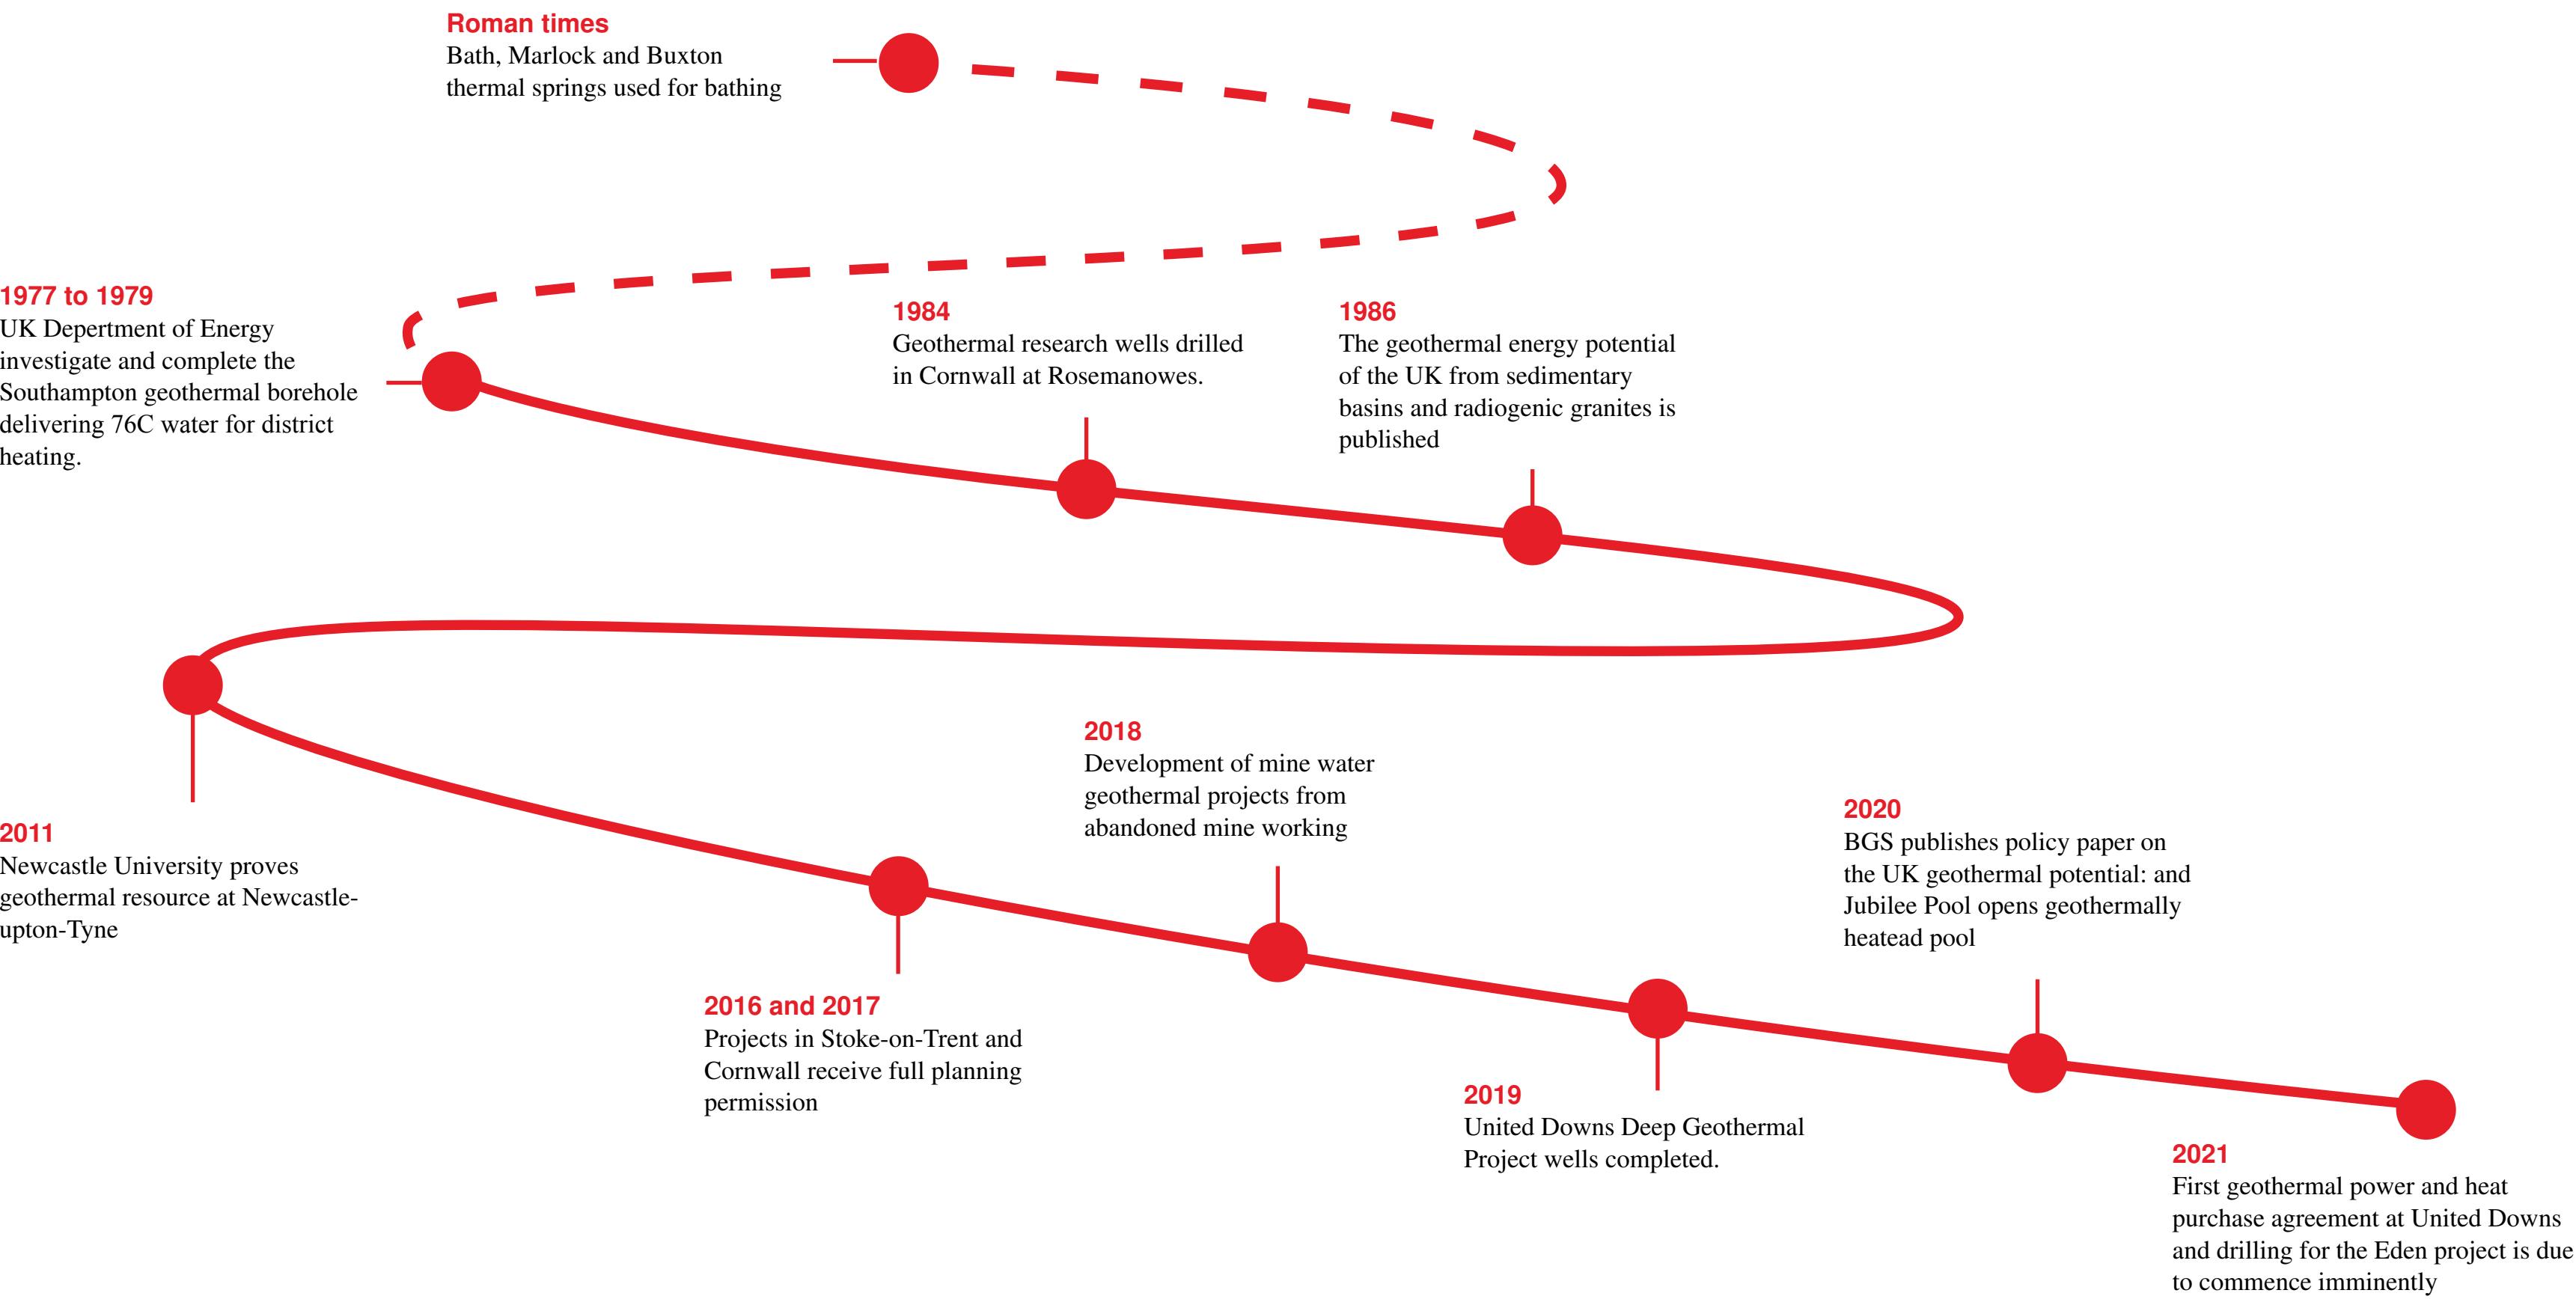 Roman times
Bath, Marlock and Buxton
thermal springs used for bathing
1977 to 1979
UK Depertment of Energy
investigate and complete the
Southampton geothermal borehole
delivering 76C water for district
heating.
1984
Geothermal research wells drilled
in Cornwall at Rosemanowes.
1986
The geothermal energy potential
of the UK from sedimentary
basins and radiogenic granites is
published
2011
Newcastle University proves
geothermal resource at Newcastle-
upton-Tyne
2016 and 2017
Projects in Stoke-on-Trent and
Cornwall receive full planning
permission
2018
Development of mine water
geothermal projects from
abandoned mine working
2019
United Downs Deep Geothermal
Project wells completed.
2020
BGS publishes policy paper on
the UK geothermal potential: and
Jubilee Pool opens geothermally
heatead pool
2021
First geothermal power and heat
purchase agreement at United Downs
and drilling for the Eden project is due
to commence imminently